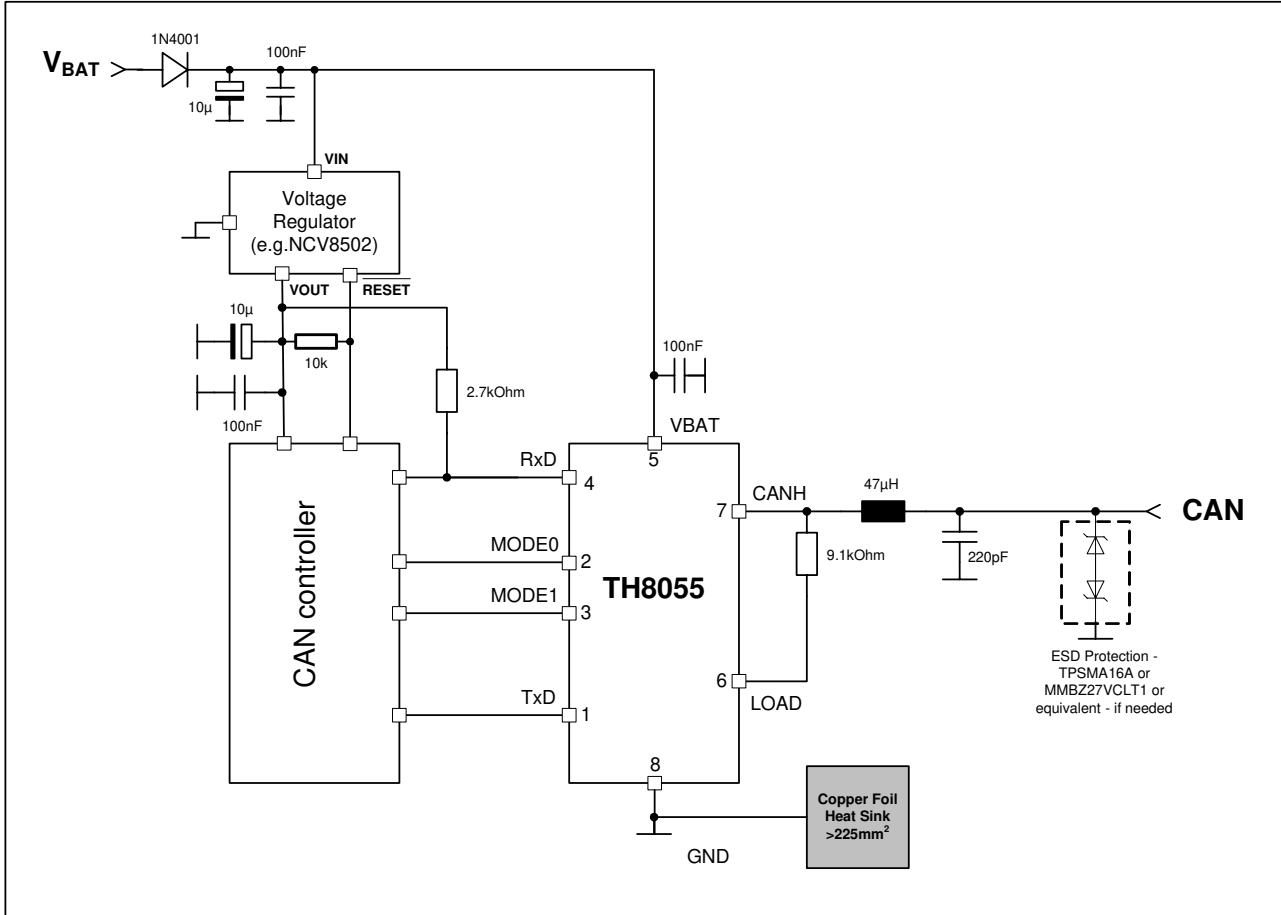 1N4001
100nF
VBAT
10µ
VIN
Voltage
Regulator
(e.g.NCV8502)
VOUT
RESET
10µ
10k
100nF
2.7kOhm
100nF
VBAT
5
RxD
4
CANH
7
47µH
CAN
220pF
9.1kOhm
MODE0
2
MODE1
3
TH8055
CAN controller
ESD Protection -
TPSMA16A or
MMBZ27VCLT1 or
equivalent - if needed
6
LOAD
TxD
1
8
GND
Copper Foil
Heat Sink
>225mm²